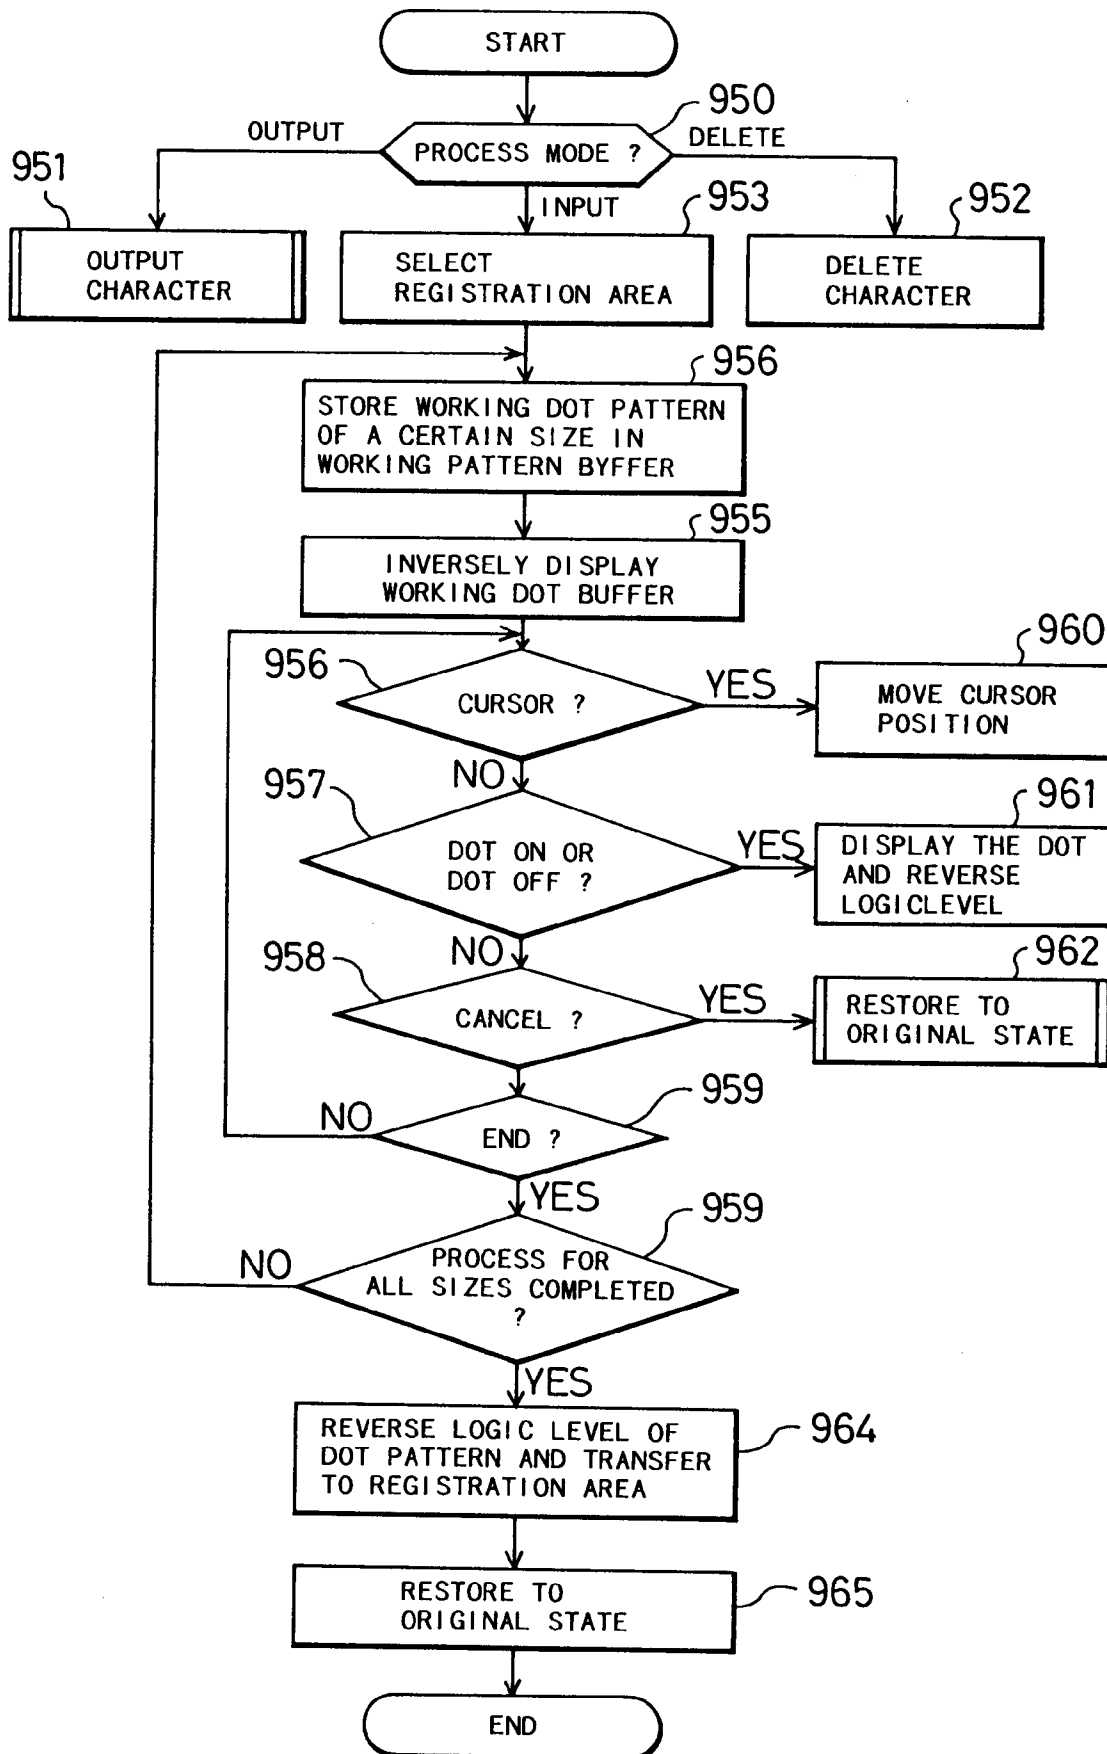 START
950
PROCESS MODE ?
OUTPUT
DELETE
INPUT
951
OUTPUT
CHARACTER
953
SELECT
REGISTRATION AREA
952
DELETE
CHARACTER
956
STORE WORKING DOT PATTERN
OF A CERTAIN SIZE IN
WORKING PATTERN BYFFER
955
INVERSELY DISPLAY
WORKING DOT BUFFER
956
CURSOR ?
YES
960
MOVE CURSOR
POSITION
NO
957
DOT ON OR
DOT OFF ?
YES
961
DISPLAY THE DOT
AND REVERSE
LOGICLEVEL
NO
958
CANCEL ?
YES
962
RESTORE TO
ORIGINAL STATE
959
END ?
NO
YES
959
PROCESS FOR
ALL SIZES COMPLETED
?
NO
YES
REVERSE LOGIC LEVEL OF
DOT PATTERN AND TRANSFER
TO REGISTRATION AREA
964
RESTORE TO
ORIGINAL STATE
965
END